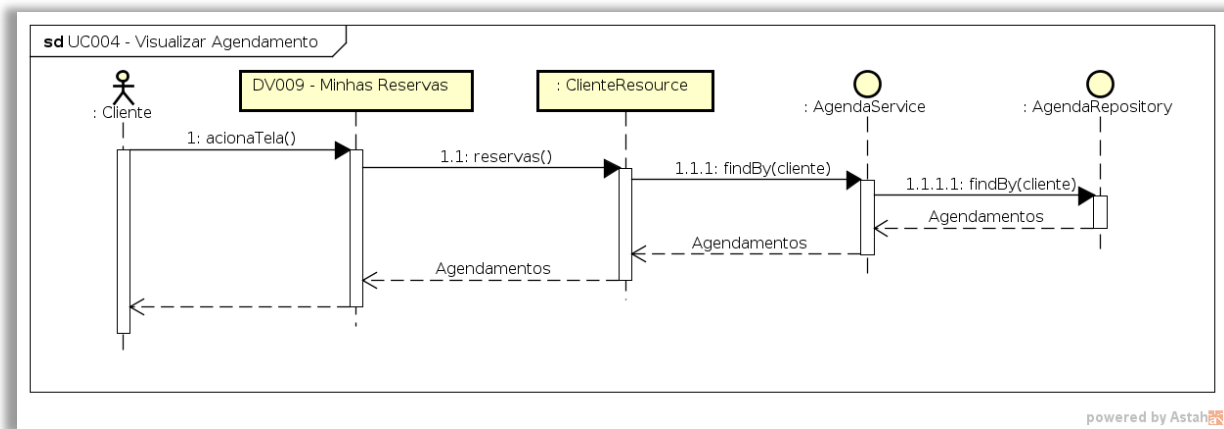 sd UC004 - Visualizar Agendamento
: Cliente
DV009 - Minhas Reservas
: ClienteResource
: AgendaService
: AgendaRepository
1: acionaTela()
1.1: reservas()
1.1.1: findBy(cliente)
1.1.1.1: findBy(cliente)
Agendamentos
Agendamentos
Agendamentos
powered by Astah